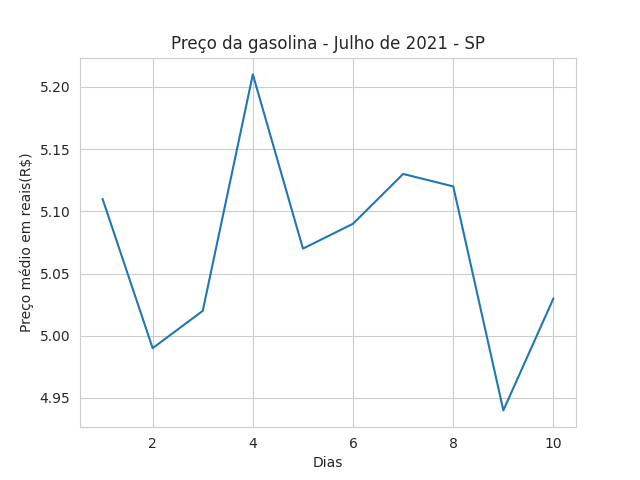 Preço da gasolina - Julho de 2021 - SP
Preço médio em reais(R$)
5.20
5.15
5.10
5.05
5.00
4.95
2 4 6 8 10
Dias